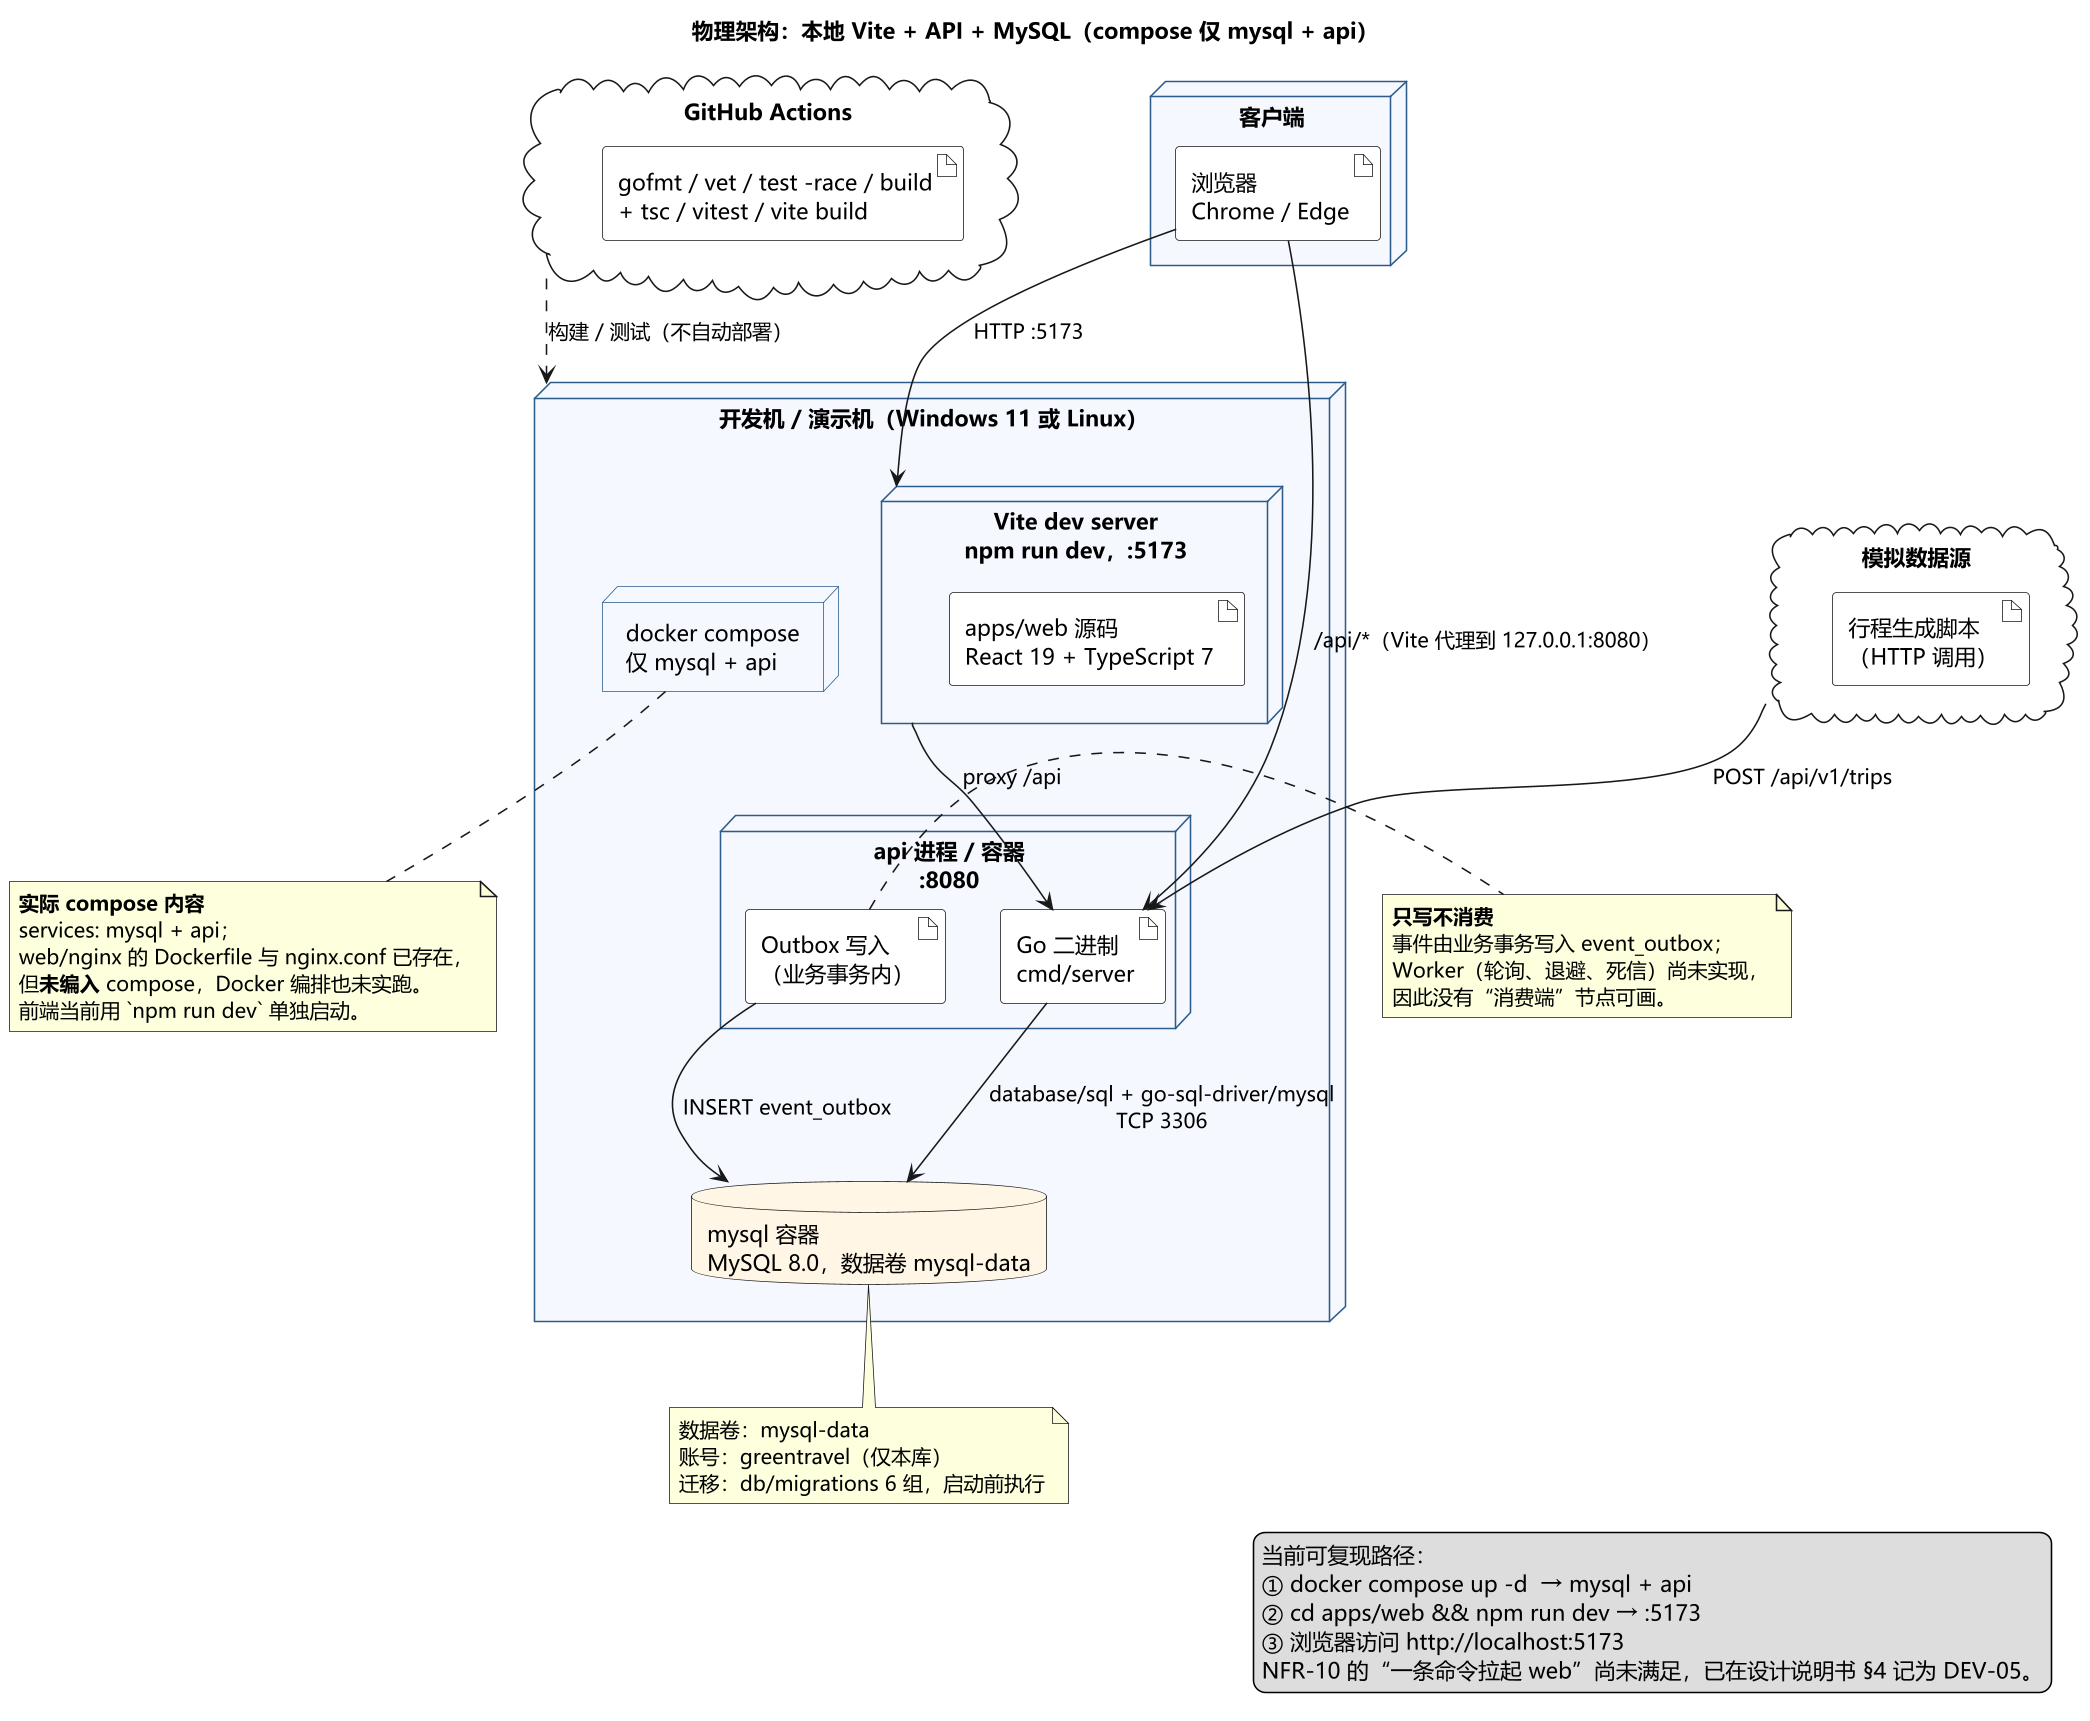 物理架构：本地 Vite + API + MySQL（compose 仅 mysql + api）
GitHub Actions
gofmt / vet / test -race / build
+ tsc / vitest / vite build
客户端
浏览器
Chrome / Edge
构建 / 测试（不自动部署）
HTTP :5173
开发机 / 演示机（Windows 11 或 Linux）
Vite dev server
npm run dev，:5173
apps/web 源码
React 19 + TypeScript 7
docker compose
仅 mysql + api
/api/*（Vite 代理到 127.0.0.1:8080）
模拟数据源
行程生成脚本
（HTTP 调用）
proxy /api
POST /api/v1/trips
api 进程 / 容器
:8080
Outbox 写入
（业务事务内）
Go 二进制
cmd/server
实际 compose 内容
services: mysql + api；
web/nginx 的 Dockerfile 与 nginx.conf 已存在，
但未编入 compose，Docker 编排也未实跑。
前端当前用 `npm run dev` 单独启动。
只写不消费
事件由业务事务写入 event_outbox；
Worker（轮询、退避、死信）尚未实现，
因此没有“消费端”节点可画。
INSERT event_outbox
database/sql + go-sql-driver/mysql
TCP 3306
mysql 容器
MySQL 8.0，数据卷 mysql-data
数据卷：mysql-data
账号：greentravel（仅本库）
迁移：db/migrations 6 组，启动前执行
当前可复现路径：
① docker compose up -d → mysql + api
② cd apps/web && npm run dev → :5173
③ 浏览器访问 http://localhost:5173
NFR-10 的“一条命令拉起 web”尚未满足，已在设计说明书 §4 记为 DEV-05。